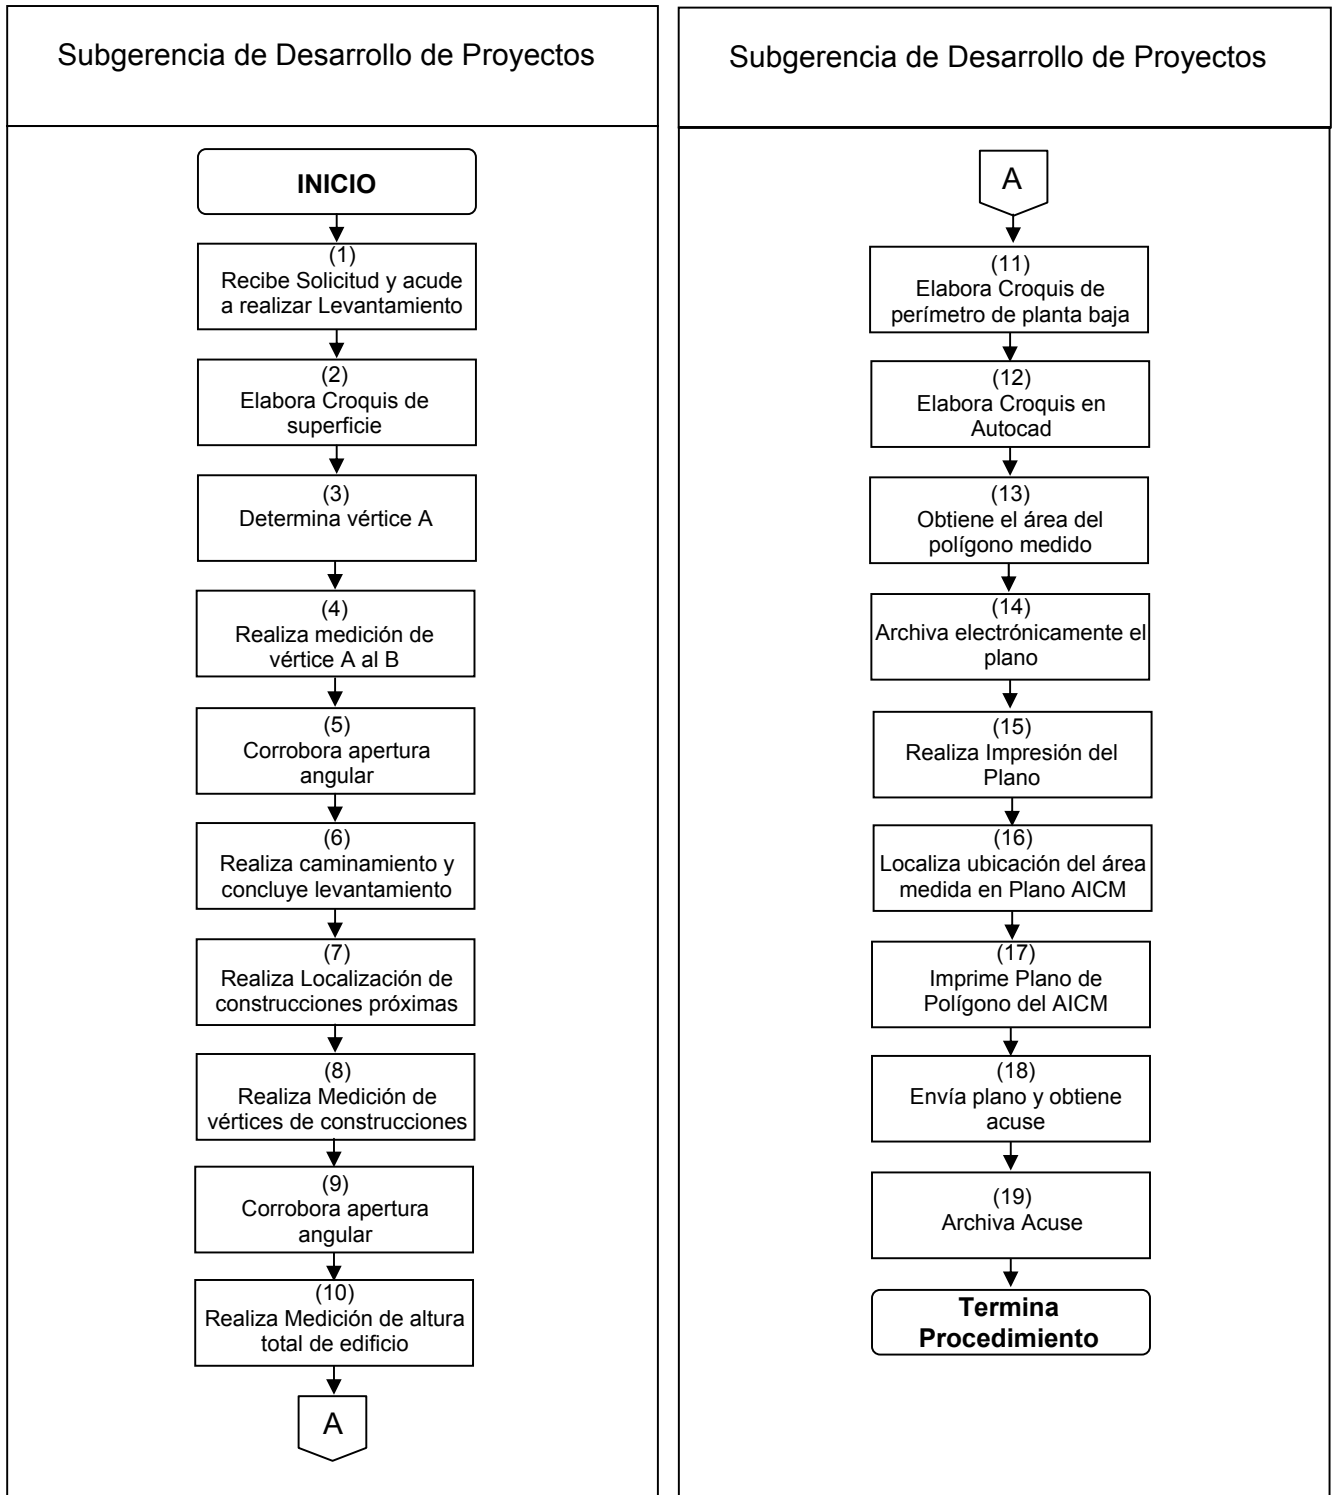 Subgerencia de Desarrollo de Proyectos
INICIO
(1)
Recibe Solicitud y acude
a realizar Levantamiento
(2)
Elabora Croquis de
superficie
(3)
Determina vértice A
(4)
Realiza medición de
vértice A al B
(5)
Corrobora apertura
angular
(6)
Realiza caminamiento y
concluye levantamiento
(7)
Realiza Localización de
construcciones próximas
(8)
Realiza Medición de
vértices de construcciones
(9)
Corrobora apertura
angular
(10)
Realiza Medición de altura
total de edificio
A
Subgerencia de Desarrollo de Proyectos
A
(11)
Elabora Croquis de
perímetro de planta baja
(12)
Elabora Croquis en
Autocad
(13)
Obtiene el área del
polígono medido
(14)
Archiva electrónicamente el
plano
(15)
Realiza Impresión del
Plano
(16)
Localiza ubicación del área
medida en Plano AICM
(17)
Imprime Plano de
Polígono del AICM
(18)
Envía plano y obtiene
acuse
(19)
Archiva Acuse
Termina
Procedimiento